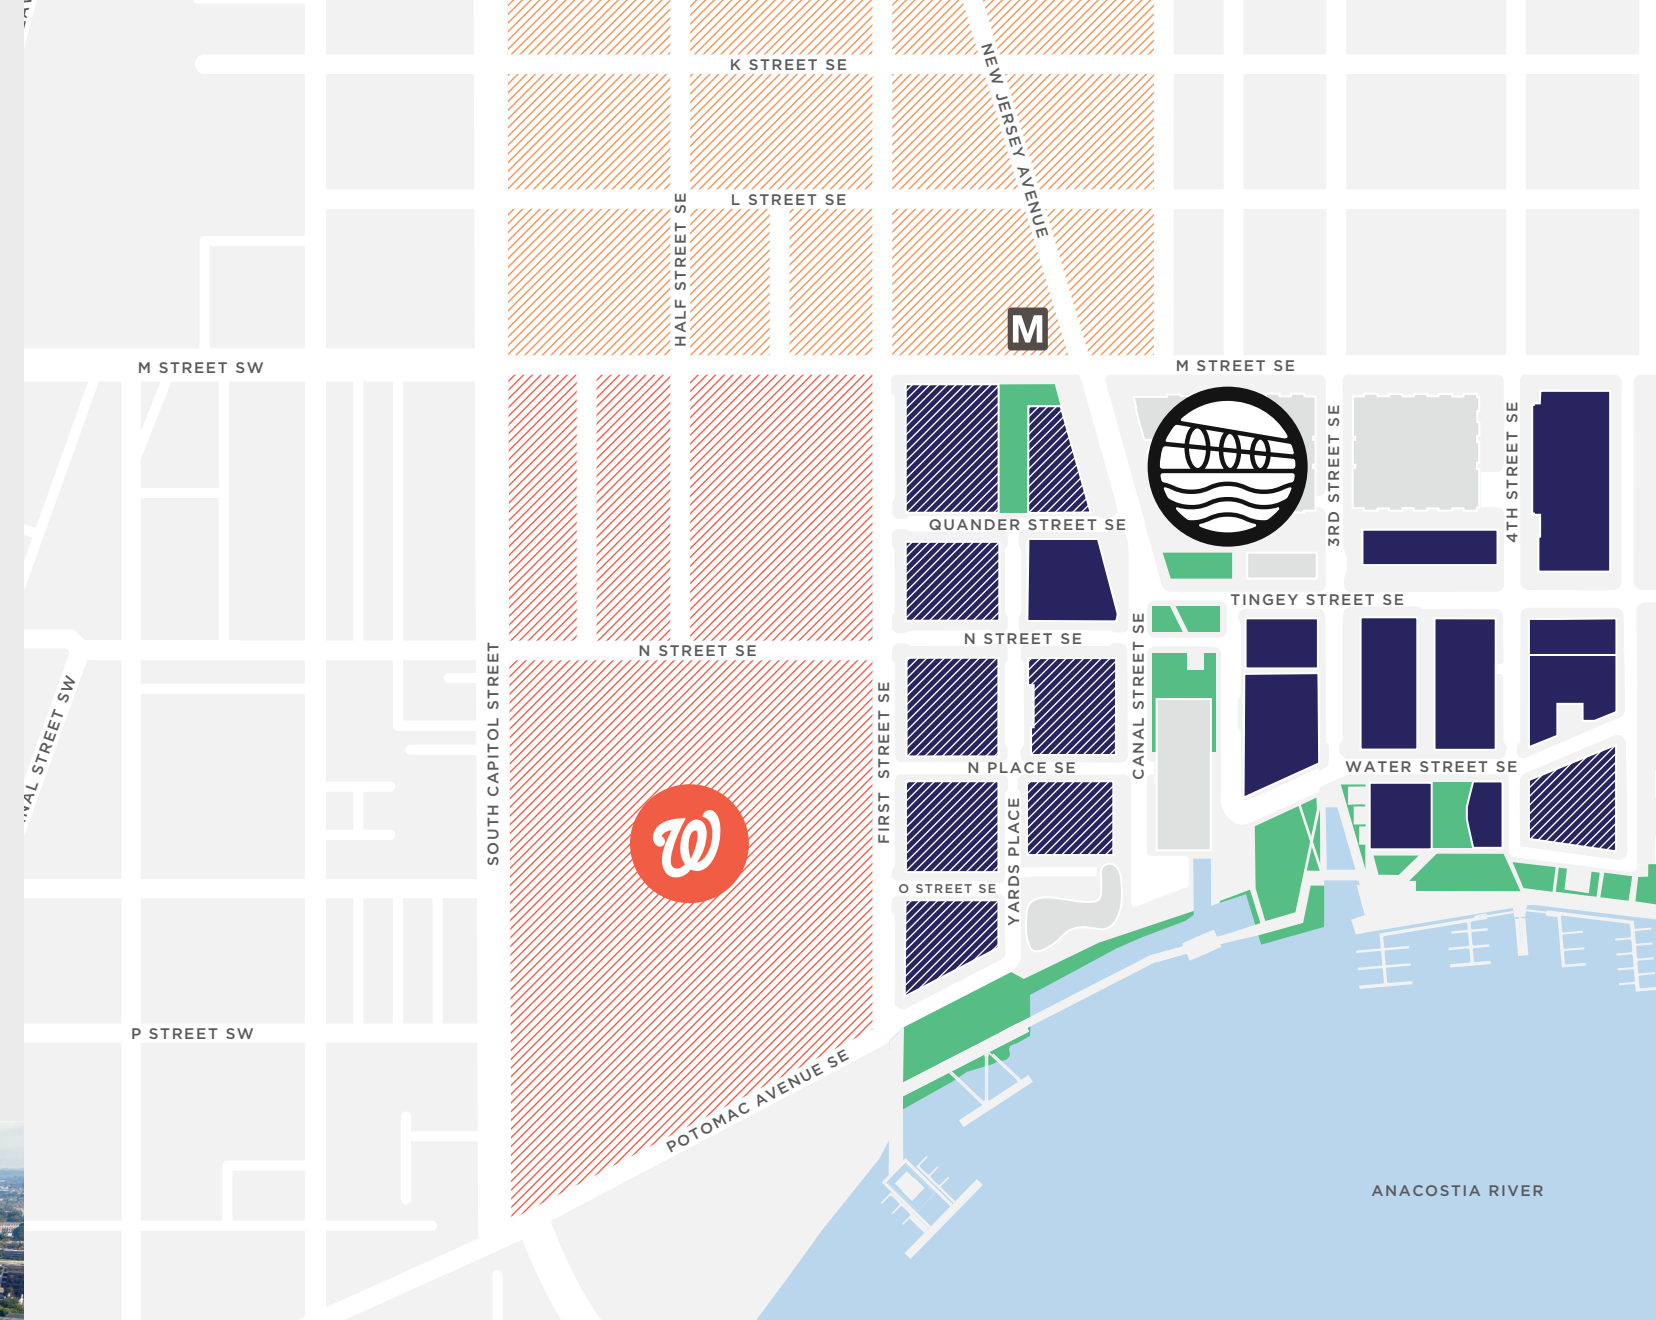 K STREET SE
NEW JERSEY AVENUE
L STREET SE
HALF STREET SE
M
M STREET SW
M STREET SE
3RD STREET SE
4TH STREET SE
QUANDER STREET SE
TINGEY STREET SE
N STREET SE
N STREET SE
CANAL STREET SE
SOUTH CAPITOL STREET
FIRST STREET SE
STREET SW
N PLACE SE
WATER STREET SE
YARDS PLACE
W
O STREET SE
P STREET SW
POTOMAC AVENUE SE
ANACOSTIA RIVER